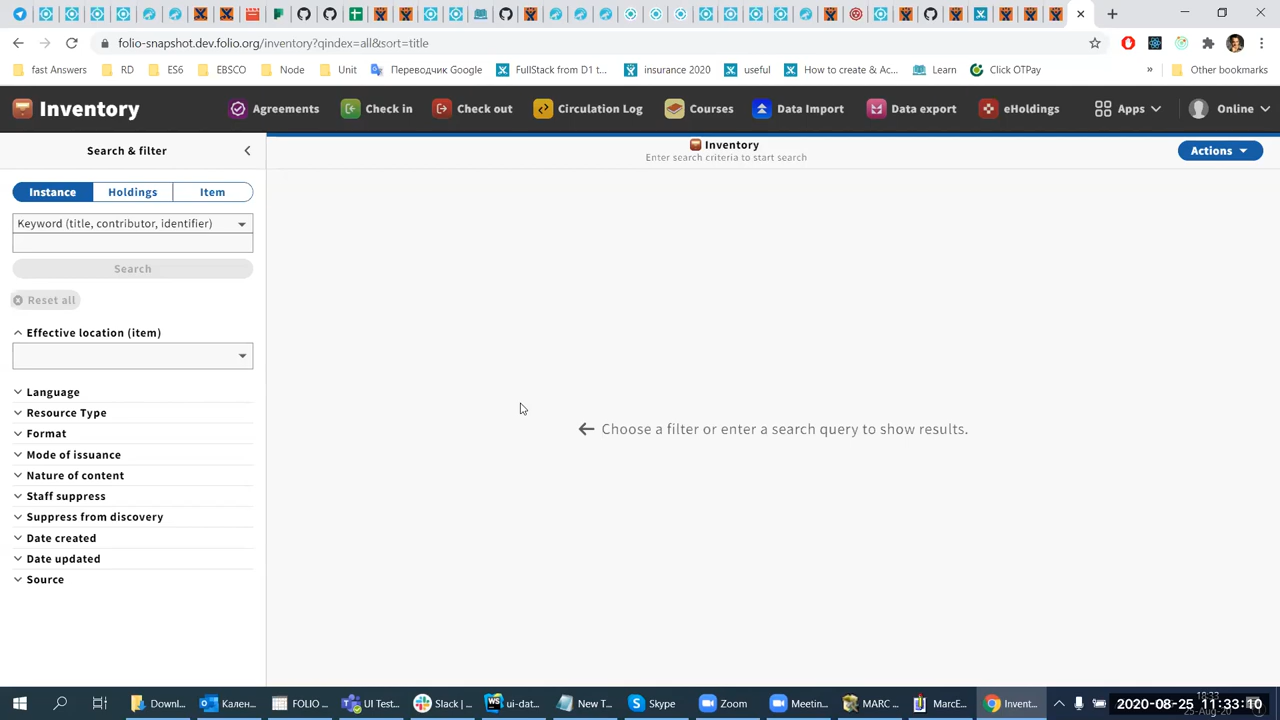 folio-snapshot.dev.folio.org/inventory?qindex=all&sort=title
fast Answers RD ES6 EBSCO Node Unit Переводчик Google FullStack from D1 t... insurance 2020 useful How to create & Ac... Learn Click OTPay » Other bookmarks
Inventory Agreements Check in Check out Circulation Log Courses Data Import Data export eHoldings Apps Online
Search & filter
Inventory
Enter search criteria to start search
Actions
Instance Holdings Item
Keyword (title, contributor, identifier)
Search
Reset all
Effective location (item)
Choose a filter or enter a search query to show results.
Language
Resource Type
Format
Mode of issuance
Nature of content
Staff suppress
Suppress from discovery
Date created
Date updated
Source
Downl... Кален... FOLIO ... UI Test... Slack | ... ui-dat... New T... Skype Zoom Meetin... MARC ... MarcE... Invent...
18:33
2020-08-25 11:33:10
25-Aug-20